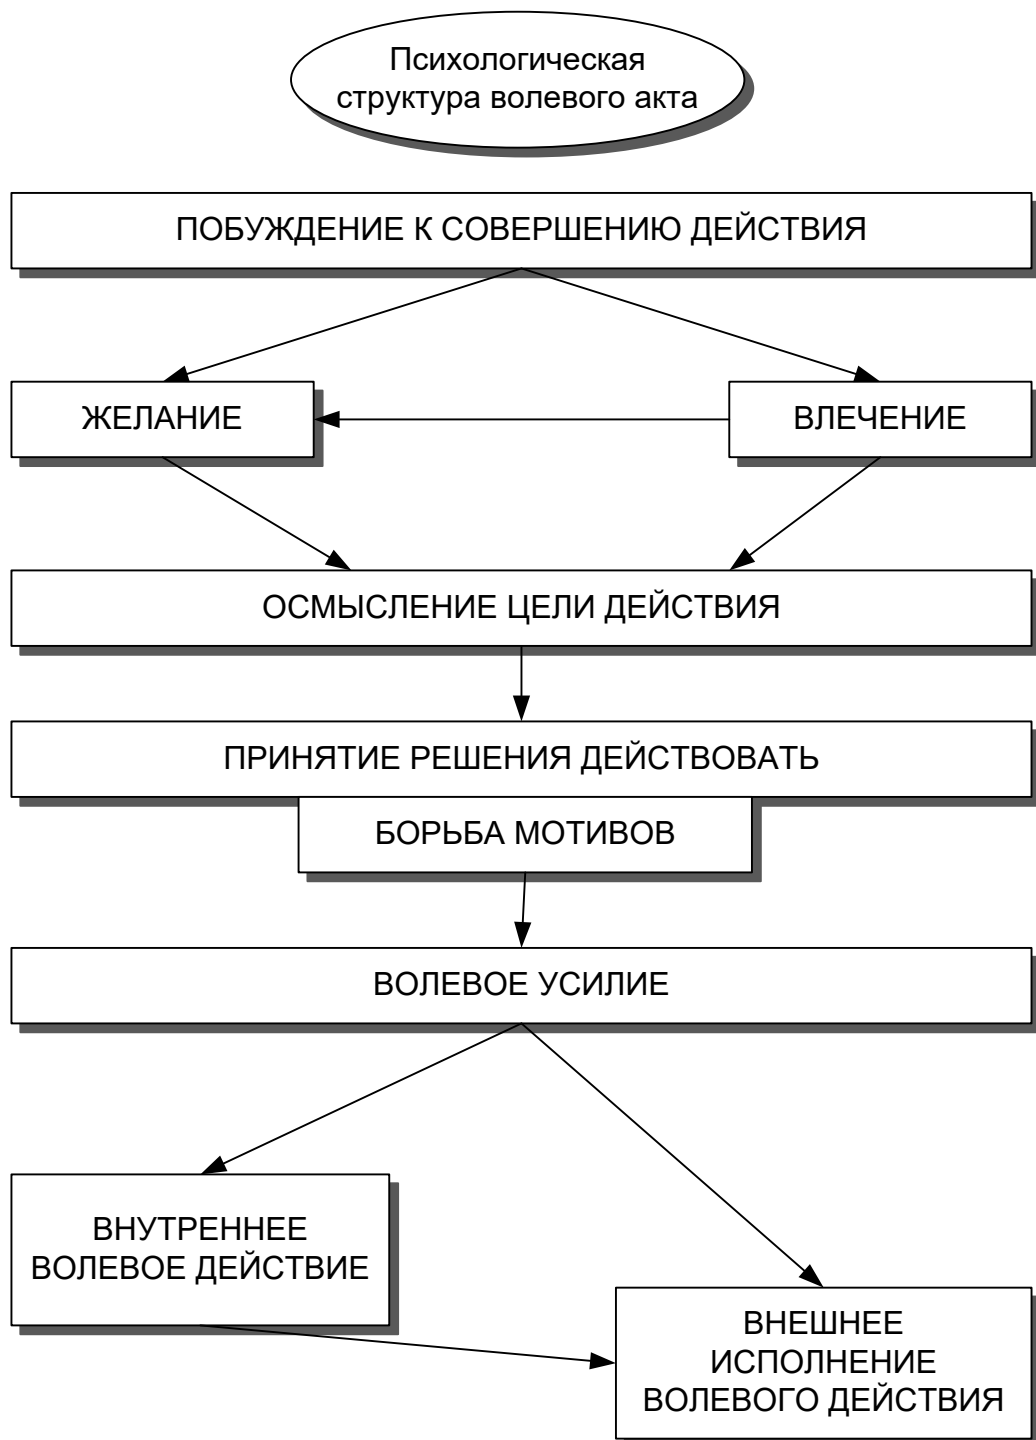 Психологическая
структура волевого акта
ПОБУЖДЕНИЕ К СОВЕРШЕНИЮ ДЕЙСТВИЯ
ЖЕЛАНИЕ
ВЛЕЧЕНИЕ
ОСМЫСЛЕНИЕ ЦЕЛИ ДЕЙСТВИЯ
ПРИНЯТИЕ РЕШЕНИЯ ДЕЙСТВОВАТЬ
БОРЬБА МОТИВОВ
ВОЛЕВОЕ УСИЛИЕ
ВНУТРЕННЕЕ
ВОЛЕВОЕ ДЕЙСТВИЕ
ВНЕШНЕЕ
ИСПОЛНЕНИЕ
ВОЛЕВОГО ДЕЙСТВИЯ